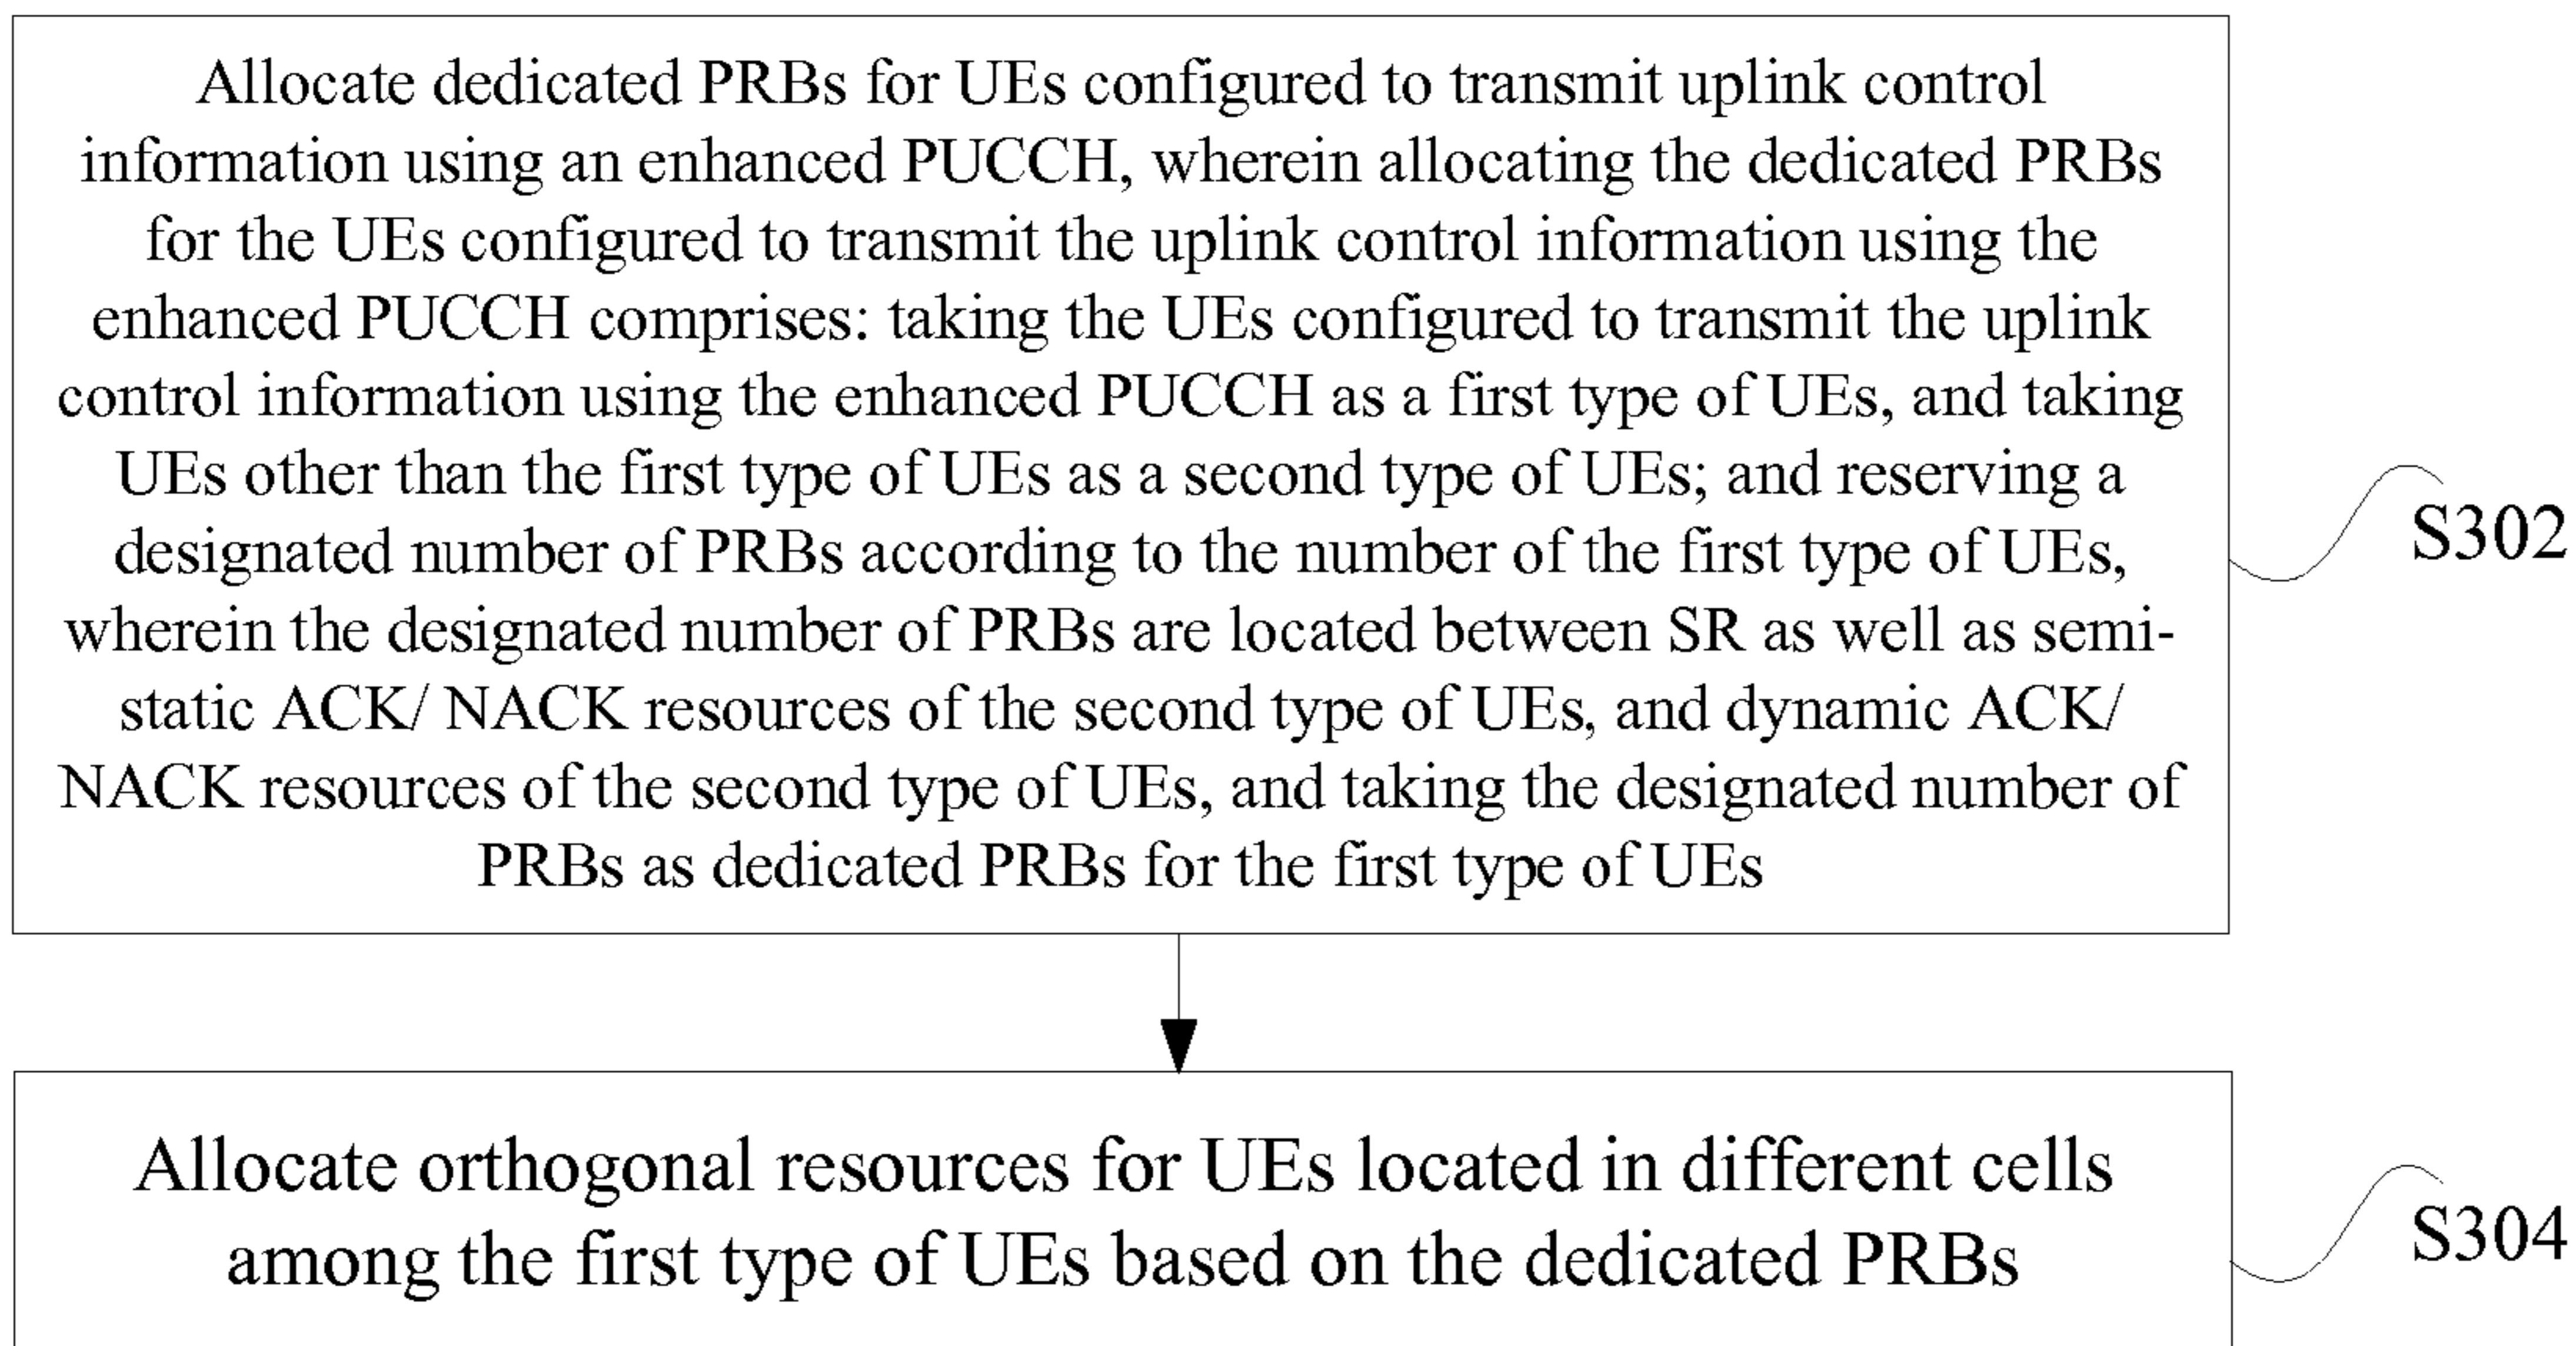 Allocate dedicated PRBs for UEs configured to transmit uplink control
information using an enhanced PUCCH, wherein allocating the dedicated PRBs
for the UEs configured to transmit the uplink control information using the
enhanced PUCCH comprises: taking the UEs configured to transmit the uplink
control information using the enhanced PUCCH as a first type of UEs, and taking
UEs other than the first type of UEs as a second type of UEs; and reserving a
designated number of PRBs according to the number of the first type of UEs,
wherein the designated number of PRBs are located between SR as well as semi-
static ACK/ NACK resources of the second type of UEs, and dynamic ACK/
NACK resources of the second type of UEs, and taking the designated number of
PRBs as dedicated PRBs for the first type of UEs
S302
Allocate orthogonal resources for UEs located in different cells
among the first type of UEs based on the dedicated PRBs
S304